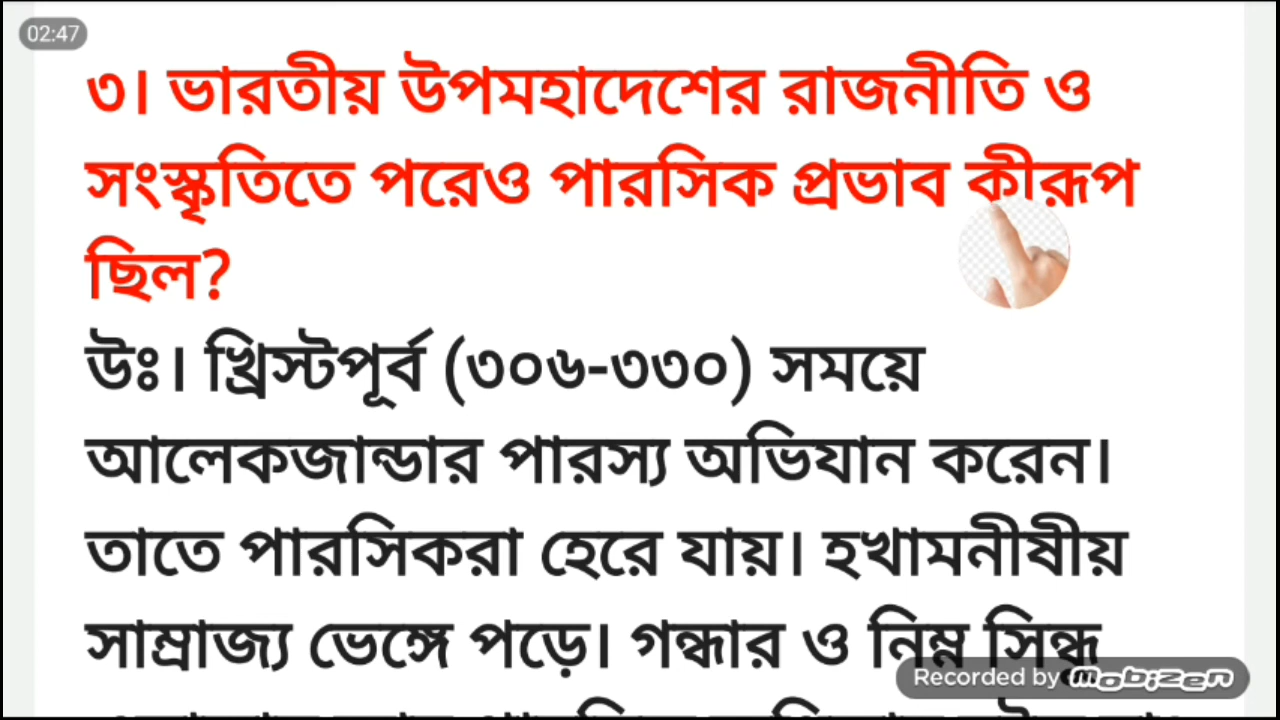 02:47
৩। ভারতীয় উপমহাদেশের রাজনীতি ও
সংস্কৃতিতে পরেও পারসিক প্রভাব কীরূপ
ছিল?
উঃ। খ্রিস্টপূর্ব (৩০৬-৩৩০) সময়ে
আলেকজান্ডার পারস্য অভিযান করেন।
তাতে পারসিকরা হেরে যায়। হখামনীষীয়
সাম্রাজ্য ভেঙ্গে পড়ে। গন্ধার ও নিম্ন সিন্ধু
Recorded by mobizen